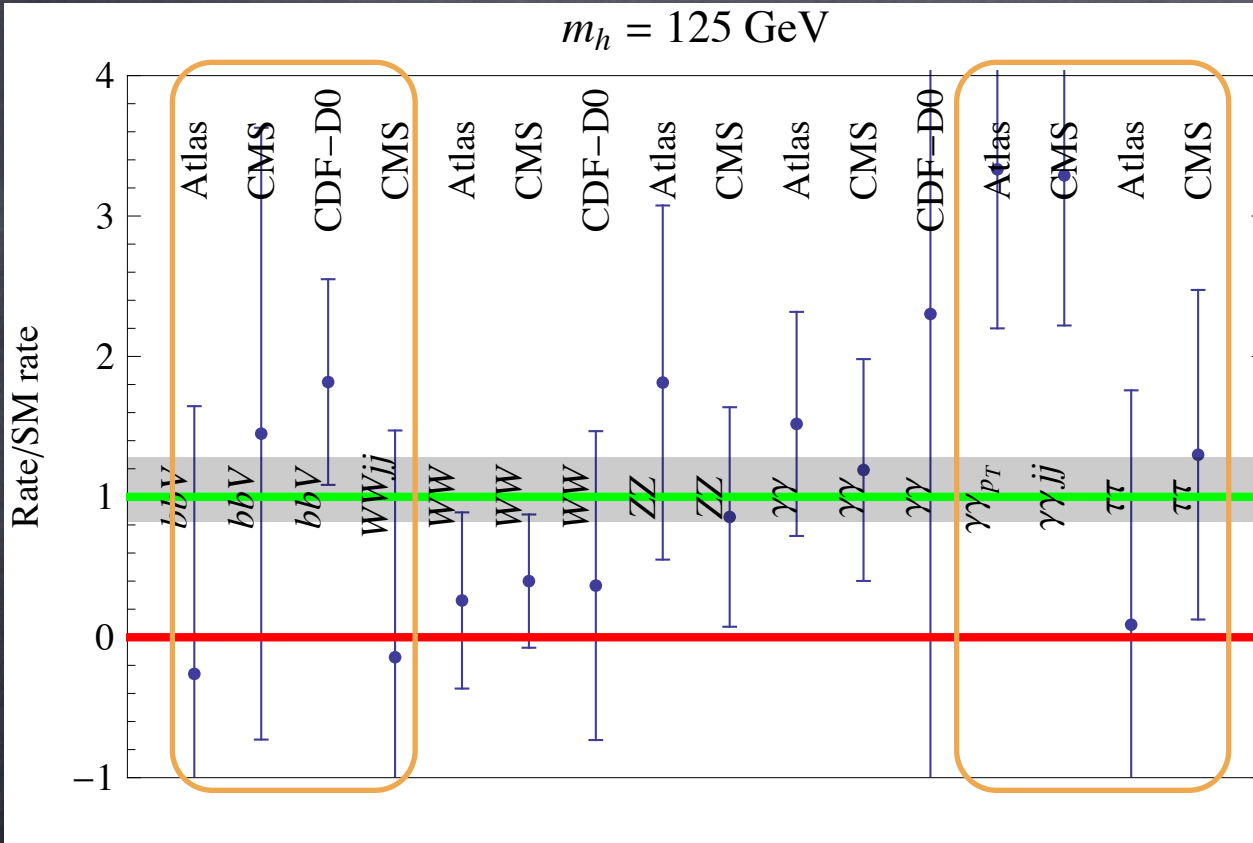 m_h = 125 GeV
4
3
2
1
0
−1
Rate/SM rate
Atlas
CMS
CDF−D0
CMS
Atlas
CMS
CDF−D0
Atlas
CMS
Atlas
CMS
CDF−D0
Atlas
CMS
Atlas
CMS
bbV
bbV
bbV
WWjj
WW
WW
WW
ZZ
ZZ
γγ
γγ
γγ
γγ_{pT}
γγjj
ττ
ττ